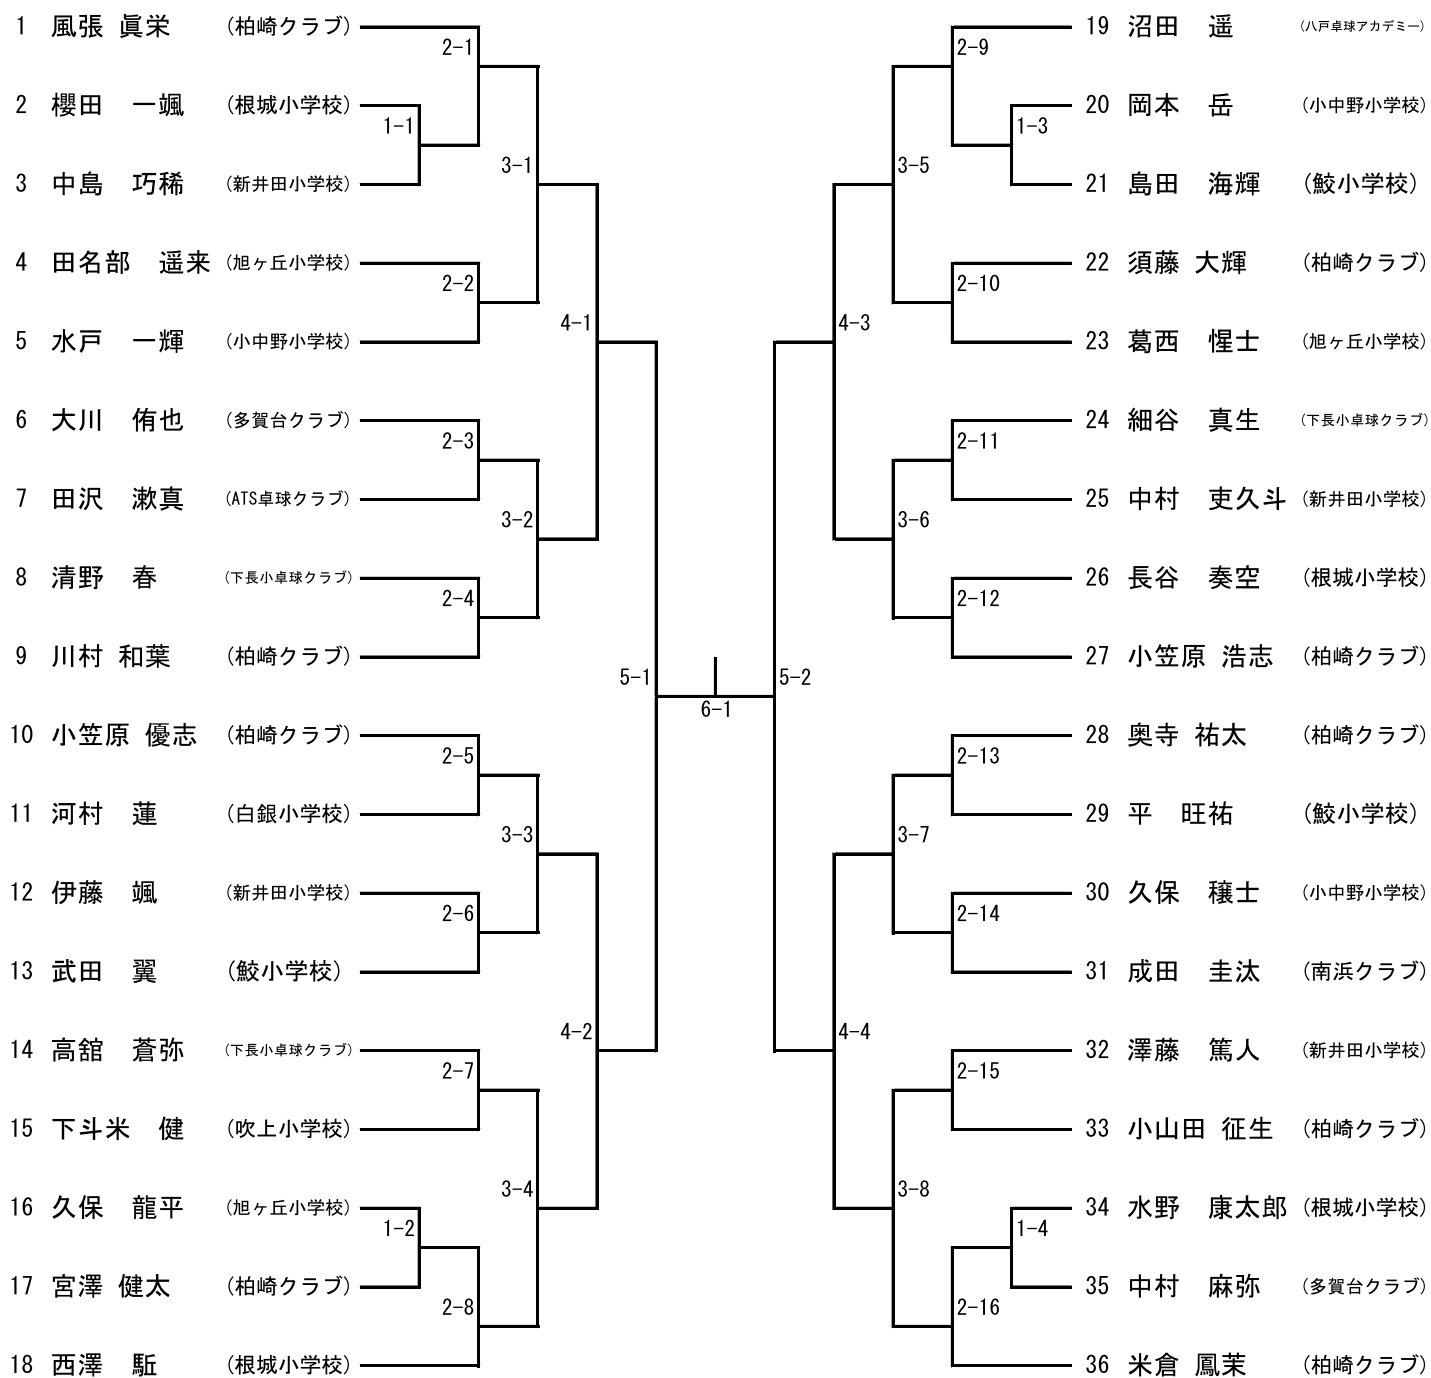 1 風張 眞栄 (柏崎クラブ)
2-1
2 櫻田 一颯 (根城小学校)
1-1
3 中島 巧稀 (新井田小学校)
3-1
4 田名部 遥来 (旭ヶ丘小学校)
2-2
5 水戸 一輝 (小中野小学校)
4-1
6 大川 侑也 (多賀台クラブ)
2-3
7 田沢 漱真 (ATS卓球クラブ)
3-2
8 清野 春 (下長小卓球クラブ)
2-4
9 川村 和葉 (柏崎クラブ)
5-1
10 小笠原 優志 (柏崎クラブ)
2-5
11 河村 蓮 (白銀小学校)
3-3
12 伊藤 颯 (新井田小学校)
2-6
13 武田 翼 (鮫小学校)
4-2
14 高舘 蒼弥 (下長小卓球クラブ)
2-7
15 下斗米 健 (吹上小学校)
3-4
16 久保 龍平 (旭ヶ丘小学校)
1-2
17 宮澤 健太 (柏崎クラブ)
2-8
18 西澤 駈 (根城小学校)
6-1
19 沼田 遥 (八戸卓球アカデミー)
2-9
20 岡本 岳 (小中野小学校)
1-3
21 島田 海輝 (鮫小学校)
3-5
22 須藤 大輝 (柏崎クラブ)
2-10
23 葛西 惺士 (旭ヶ丘小学校)
4-3
24 細谷 真生 (下長小卓球クラブ)
2-11
25 中村 吏久斗 (新井田小学校)
3-6
26 長谷 奏空 (根城小学校)
2-12
27 小笠原 浩志 (柏崎クラブ)
5-2
28 奥寺 祐太 (柏崎クラブ)
2-13
29 平 旺祐 (鮫小学校)
3-7
30 久保 穣士 (小中野小学校)
2-14
31 成田 圭汰 (南浜クラブ)
4-4
32 澤藤 篤人 (新井田小学校)
2-15
33 小山田 征生 (柏崎クラブ)
3-8
34 水野 康太郎 (根城小学校)
1-4
35 中村 麻弥 (多賀台クラブ)
2-16
36 米倉 鳳茉 (柏崎クラブ)